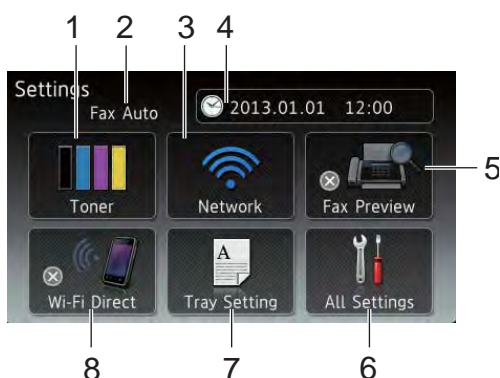 1 2 3 4
Settings
Fax Auto
2013.01.01 12:00
5
Toner Network Fax Preview
A
Wi-Fi Direct Tray Setting All Settings
8 7 6